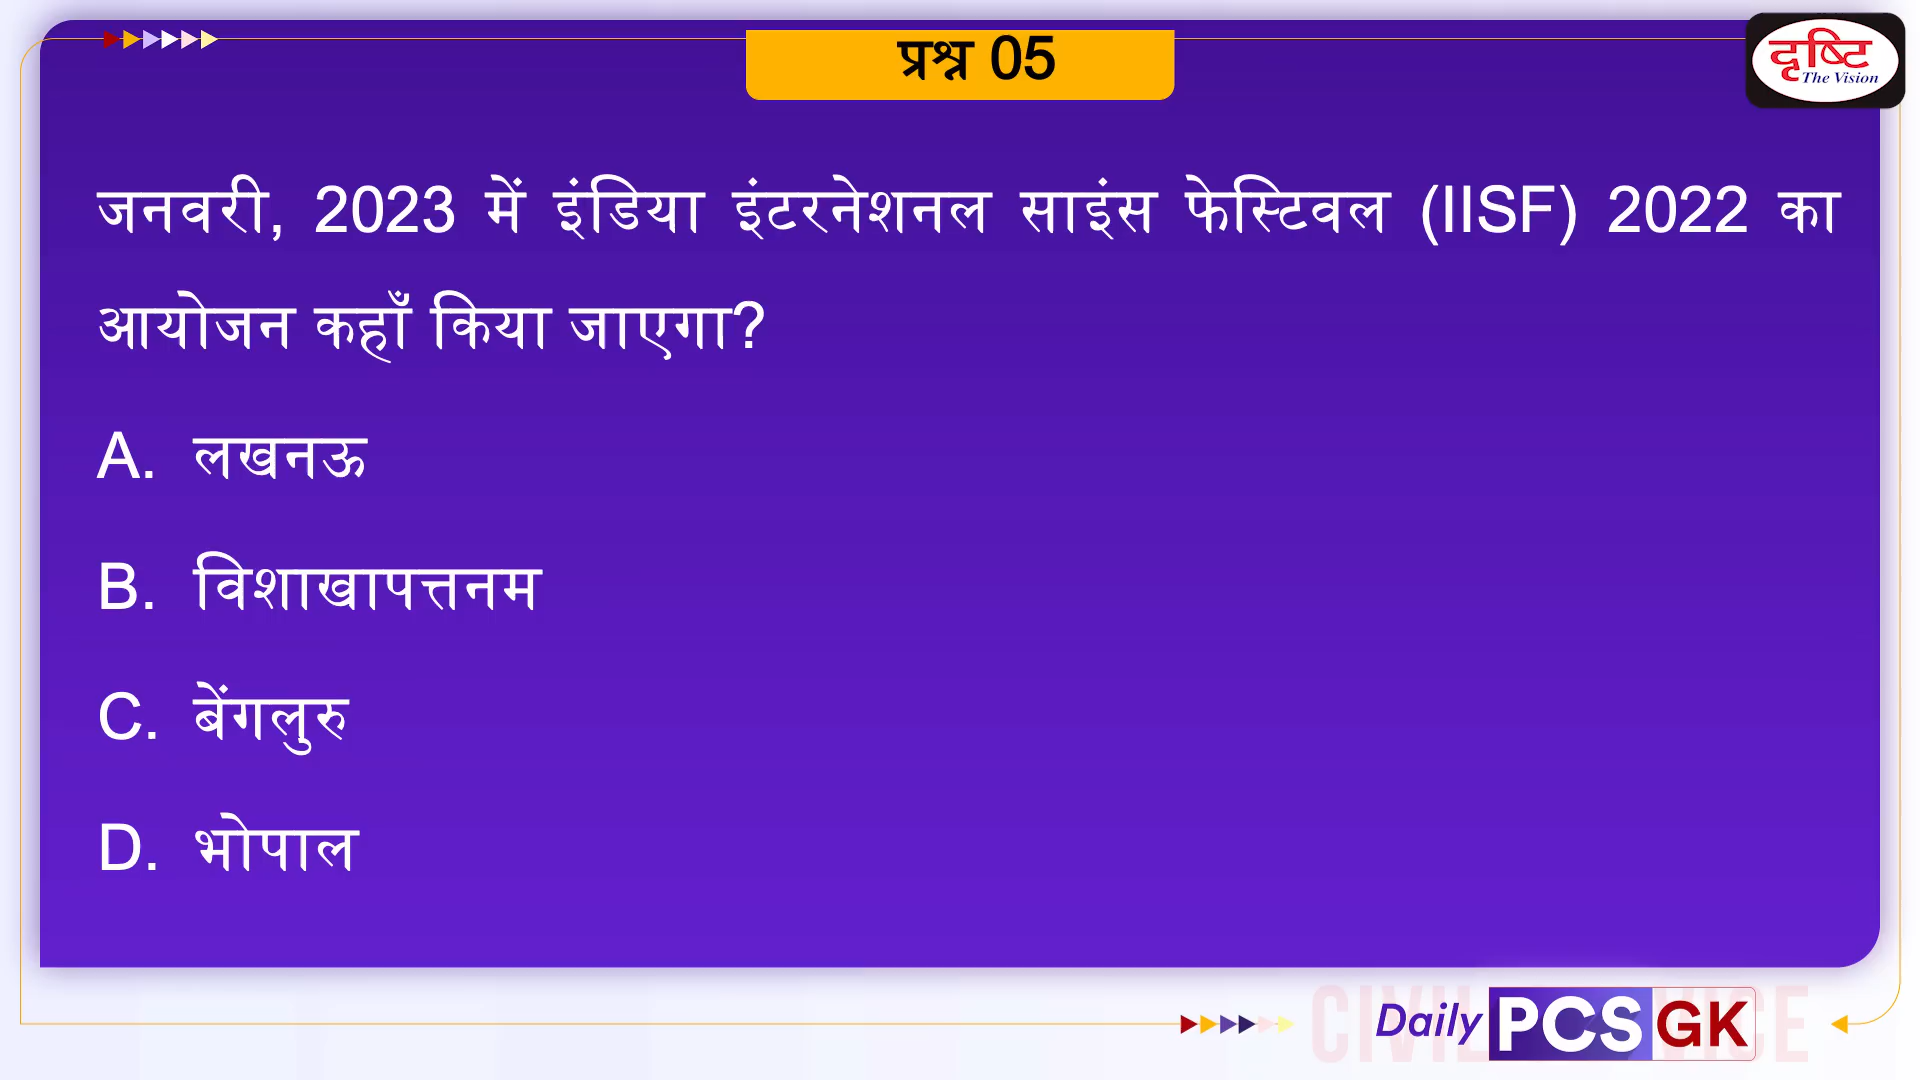 प्रश्न 05
दृष्टि
The Vision
जनवरी, 2023 में इंडिया इंटरनेशनल साइंस फेस्टिवल (IISF) 2022 का
आयोजन कहाँ किया जाएगा?
A. लखनऊ
B. विशाखापत्तनम
C. बेंगलुरु
D. भोपाल
Daily PCS GK